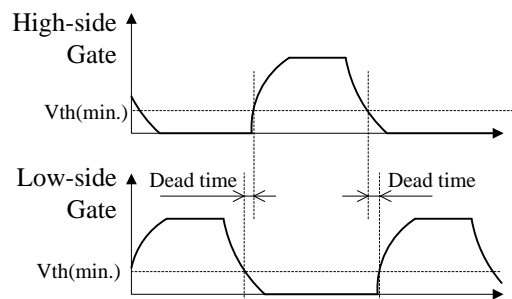 High-side
Gate
Vth(min.)
Low-side
Gate
Dead time
Dead time
Vth(min.)